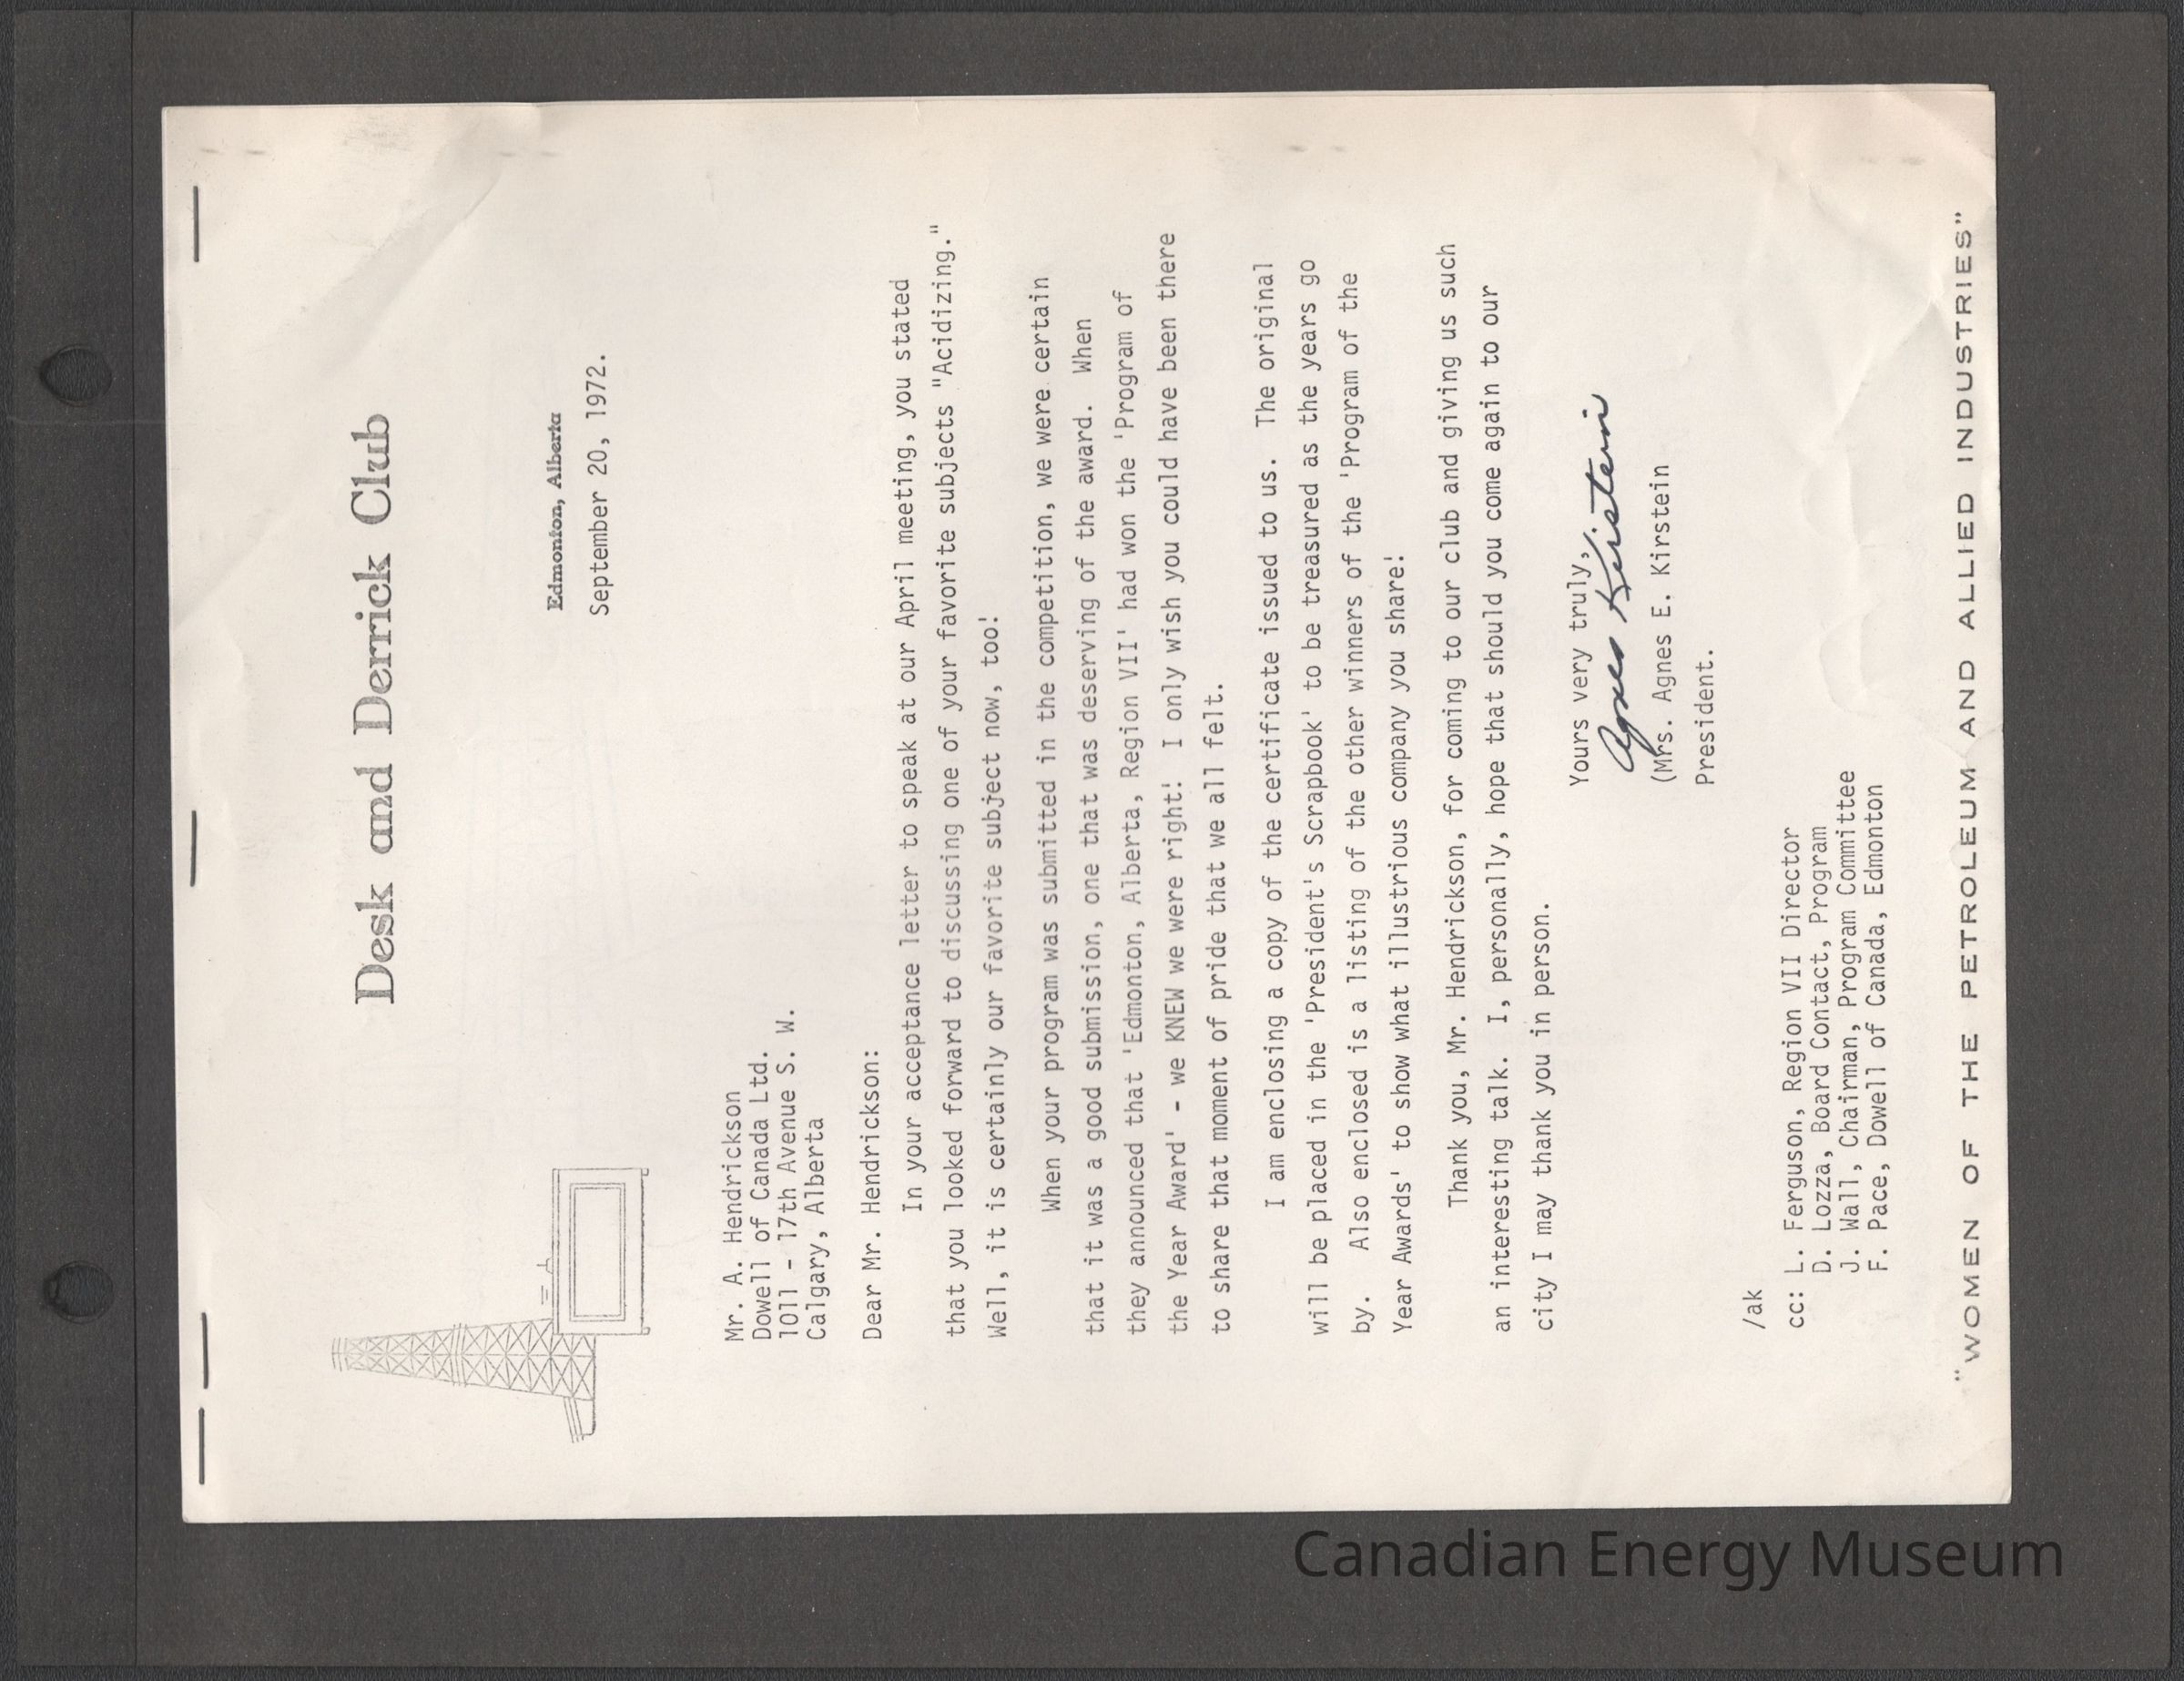 Desk and Derrick Club
Edmonton, Alberta
September 20, 1972.
Mr. A. Hendrickson
Dowell of Canada Ltd.
1011 - 17th Avenue S. W.
Calgary, Alberta
Dear Mr. Hendrickson:
In your acceptance letter to speak at our April meeting, you stated
that you looked forward to discussing one of your favorite subjects "Acidizing."
Well, it is certainly our favorite subject now, too!
When your program was submitted in the competition, we were certain
that it was a good submission, one that was deserving of the award. When
they announced that 'Edmonton, Alberta, Region VII' had won the 'Program of
the Year Award' - we KNEW we were right! I only wish you could have been there
to share that moment of pride that we all felt.
I am enclosing a copy of the certificate issued to us. The original
will be placed in the 'President's Scrapbook' to be treasured as the years go
by. Also enclosed is a listing of the other winners of the 'Program of the
Year Awards' to show what illustrious company you share!
Thank you, Mr. Hendrickson, for coming to our club and giving us such
an interesting talk. I, personally, hope that should you come again to our
city I may thank you in person.
Yours very truly,
Agnes Kirstein
(Mrs. Agnes E. Kirstein
President.
/ak
cc: L. Ferguson, Region VII Director
D. Lozza, Board Contact, Program
J. Wall, Chairman, Program Committee
F. Pace, Dowell of Canada, Edmonton
"WOMEN OF THE PETROLEUM AND ALLIED INDUSTRIES"
Canadian Energy Museum